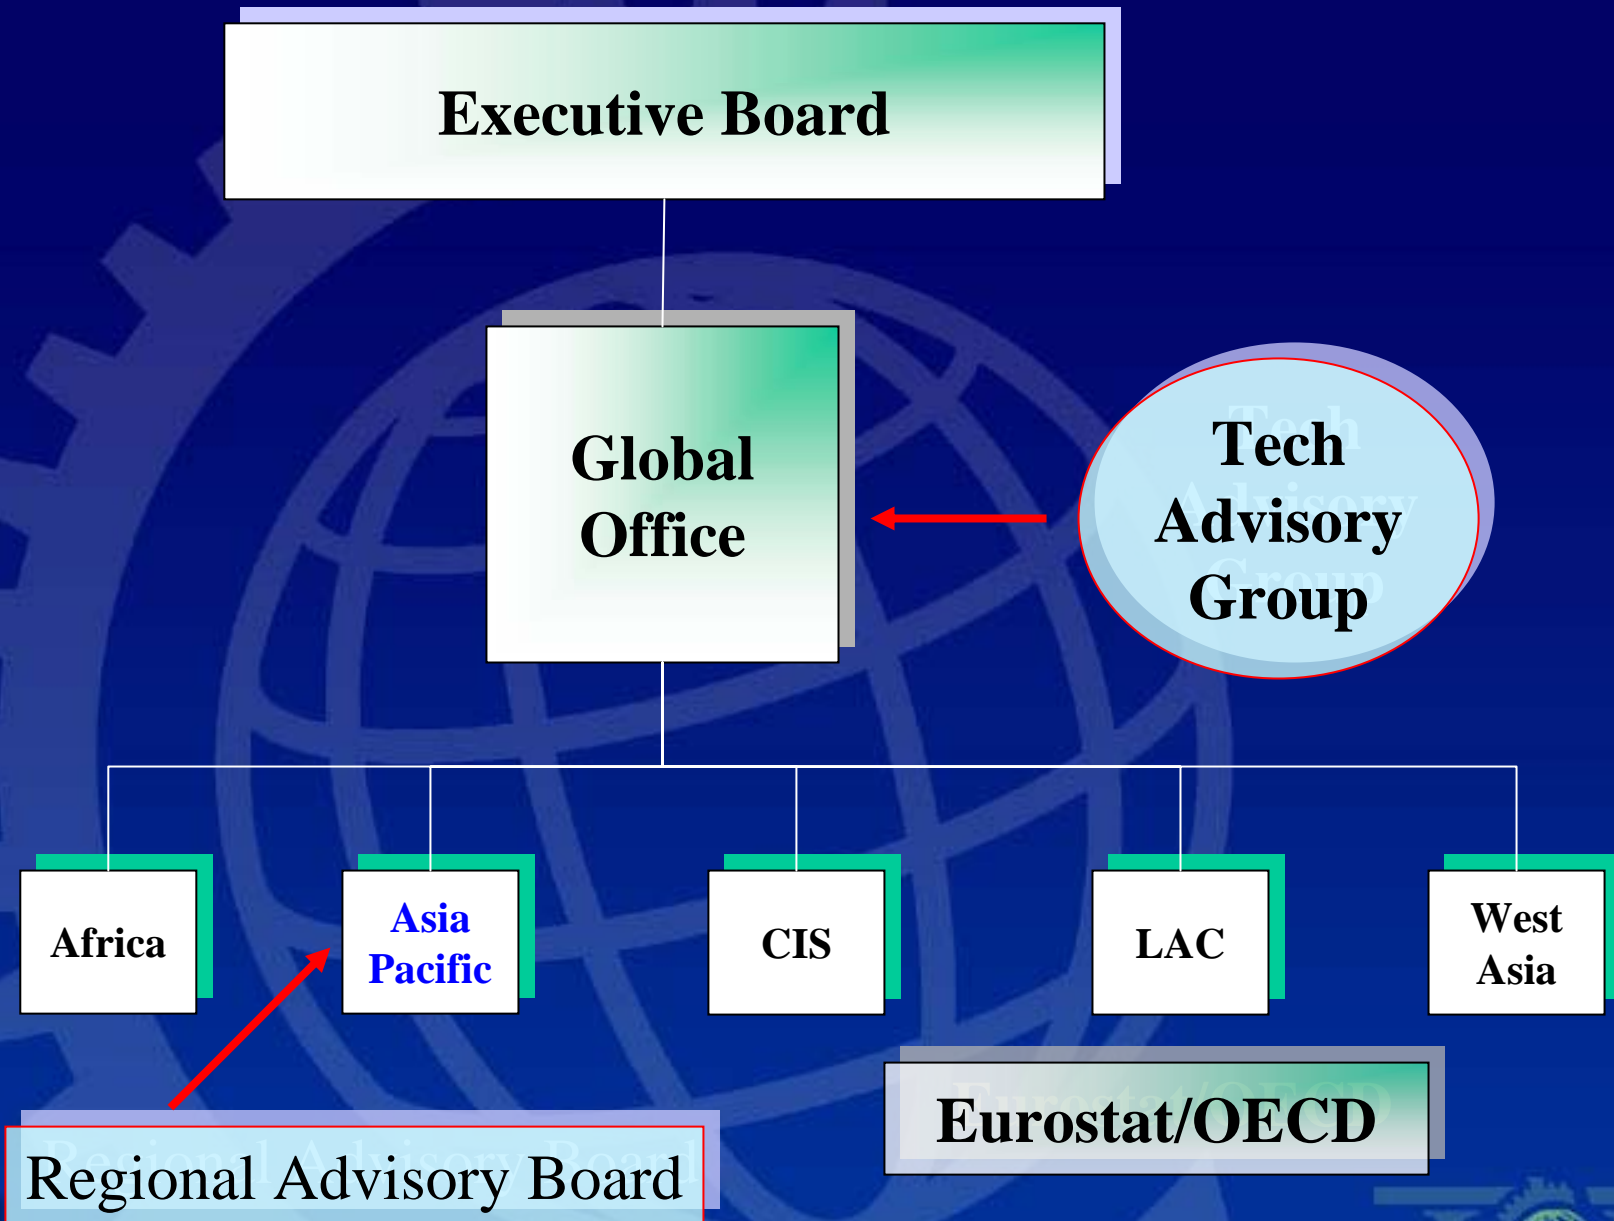 Executive Board
Global
Office
Tech
Advisory
Group
Africa
Asia
Pacific
CIS
LAC
West
Asia
Eurostat/OECD
Regional Advisory Board